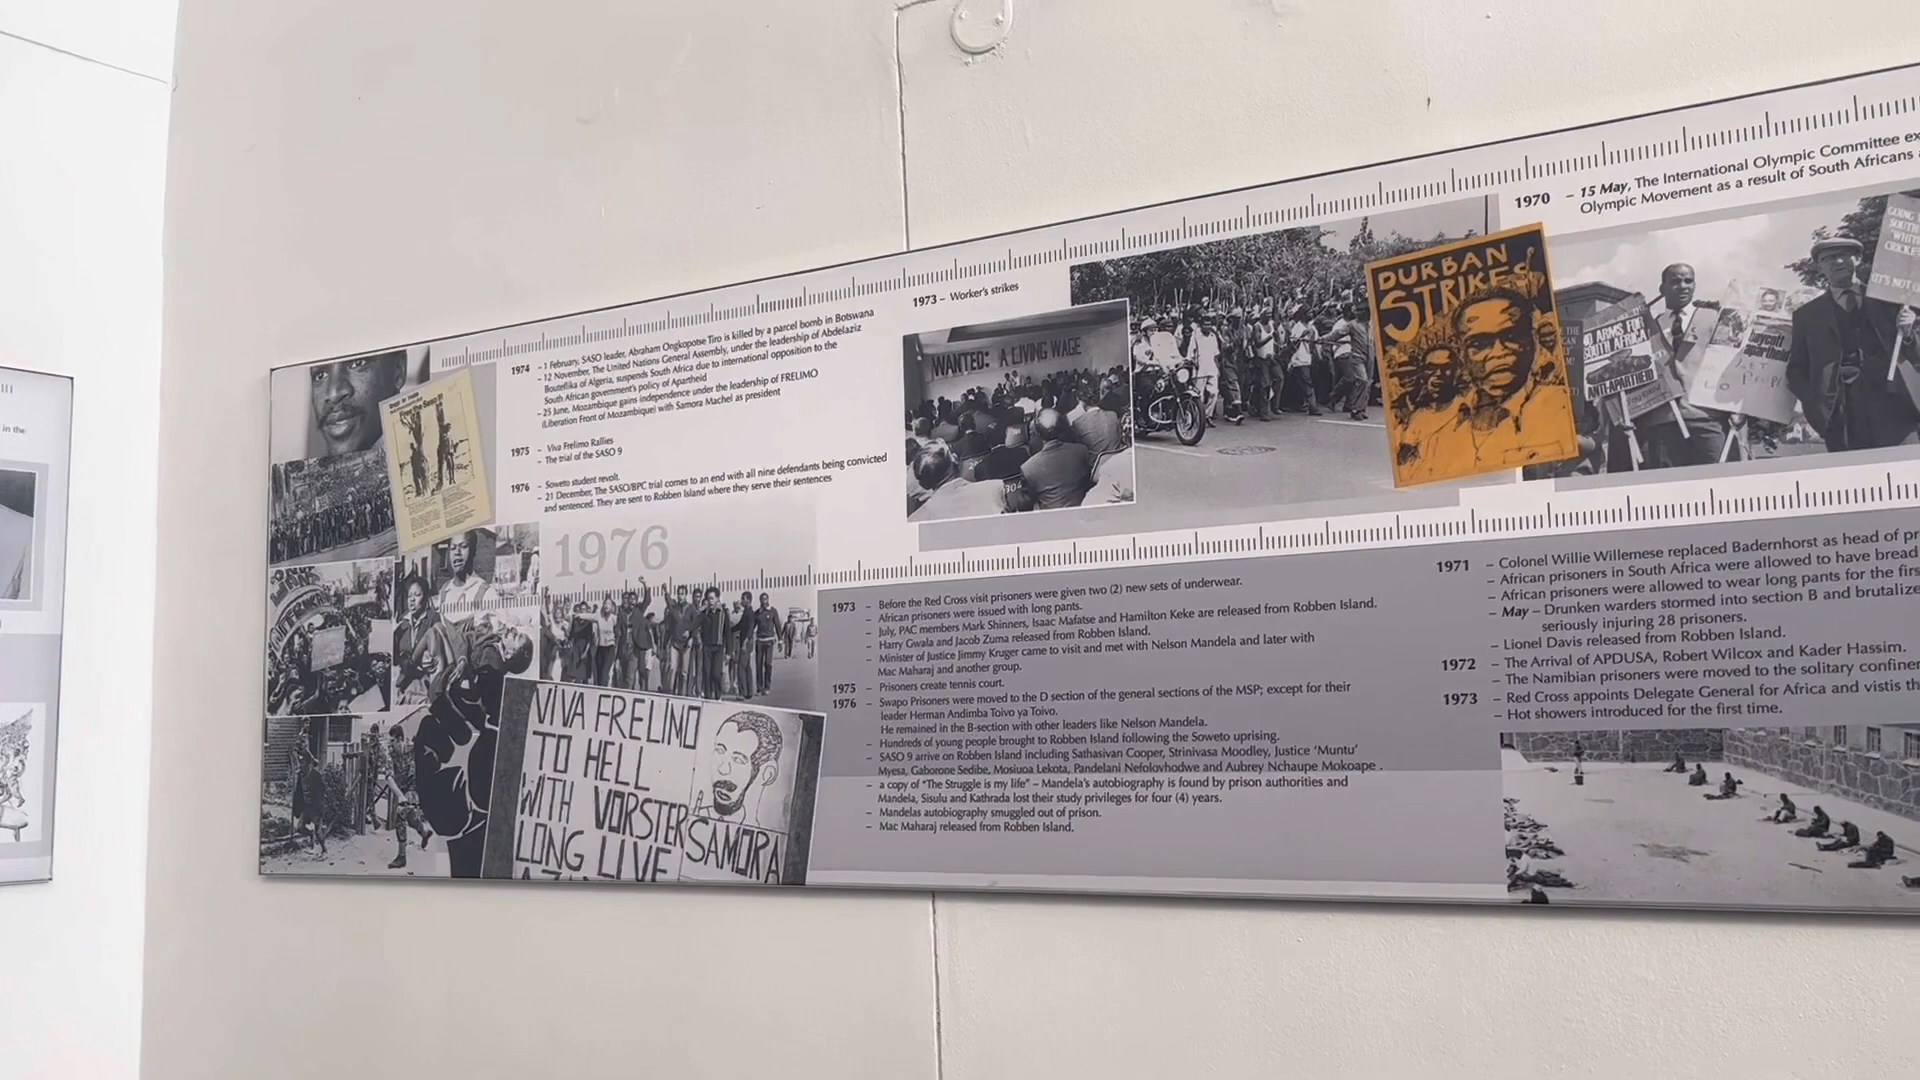 1974 – 1 February, SASO leader, Abraham Ongkopotse Tiro is killed by a parcel bomb in Botswana
– 12 November, The United Nations General Assembly, under the leadership of Abdelaziz
Bouteflika of Algeria, suspends South Africa due to international opposition to the
South African government's policy of Apartheid
– 25 June, Mozambique gains independence under the leadership of FRELIMO
(Liberation Front of Mozambique) with Samora Machel as president
1975 – Viva Frelimo Rallies
– The trial of the SASO 9
1976 – Soweto student revolt.
– 21 December, The SASO/BPC trial comes to an end with all nine defendants being convicted
and sentenced. They are sent to Robben Island where they serve their sentences
1976
VIVA FRELIMO
TO HELL
WITH VORSTER
LONG LIVE
SAMORA
1973 – Worker's strikes
WANTED: A LIVING WAGE
304
DURBAN
STRIKES
1970 – 15 May, The International Olympic Committee ex
Olympic Movement as a result of South Africans
NO ARMS FOR
SOUTH AFRICA
ANTI-APARTHEID
boycott
apartheid
GOING
SOUTH
WHITE
CRICKET
IT'S NOT
1973 – Before the Red Cross visit prisoners were given two (2) new sets of underwear.
– African prisoners were issued with long pants.
– July, PAC members Mark Shinners, Isaac Mafatse and Hamilton Keke are released from Robben Island.
– Harry Gwala and Jacob Zuma released from Robben Island.
– Minister of Justice Jimmy Kruger came to visit and met with Nelson Mandela and later with
Mac Maharaj and another group.
1975 – Prisoners create tennis court.
1976 – Swapo Prisoners were moved to the D section of the general sections of the MSP; except for their
leader Herman Andimba Toivo ya Toivo.
He remained in the B-section with other leaders like Nelson Mandela.
– Hundreds of young people brought to Robben Island following the Soweto uprising.
– SASO 9 arrive on Robben Island including Sathasivan Cooper, Strinivasa Moodley, Justice 'Muntu'
Myesa, Gaborone Sedibe, Mosiuoa Lekota, Pandelani Nefolovhodwe and Aubrey Nchaupe Mokoape .
– a copy of "The Struggle is my life" – Mandela's autobiography is found by prison authorities and
Mandela, Sisulu and Kathrada lost their study privileges for four (4) years.
– Mandelas autobiography smuggled out of prison.
– Mac Maharaj released from Robben Island.
1971 – Colonel Willie Willemese replaced Badernhorst as head of pr
– African prisoners in South Africa were allowed to have bread
– African prisoners were allowed to wear long pants for the firs
– May – Drunken warders stormed into section B and brutalize
seriously injuring 28 prisoners.
– Lionel Davis released from Robben Island.
1972 – The Arrival of APDUSA, Robert Wilcox and Kader Hassim.
– The Namibian prisoners were moved to the solitary confine
1973 – Red Cross appoints Delegate General for Africa and vistis th
– Hot showers introduced for the first time.
in the